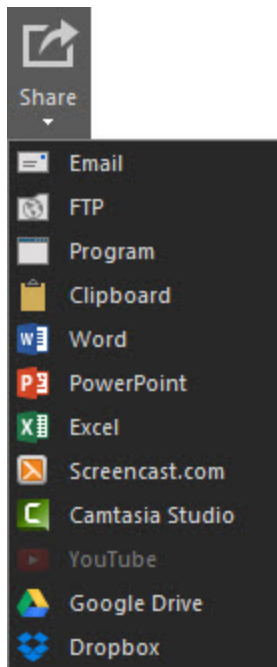 Share
Email
FTP
Program
Clipboard
Word
PowerPoint
Excel
Screencast.com
Camtasia Studio
YouTube
Google Drive
Dropbox